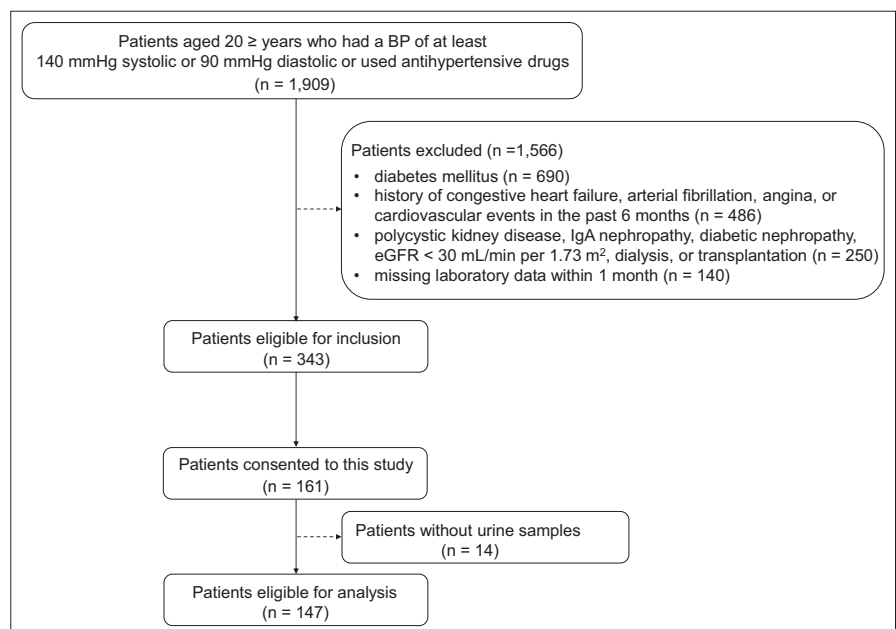 Patients aged 20 ≥ years who had a BP of at least
140 mmHg systolic or 90 mmHg diastolic or used antihypertensive drugs
(n = 1,909)
Patients excluded (n =1,566)
• diabetes mellitus (n = 690)
• history of congestive heart failure, arterial fibrillation, angina, or
cardiovascular events in the past 6 months (n = 486)
• polycystic kidney disease, IgA nephropathy, diabetic nephropathy,
eGFR < 30 mL/min per 1.73 m², dialysis, or transplantation (n = 250)
• missing laboratory data within 1 month (n = 140)
Patients eligible for inclusion
(n = 343)
Patients consented to this study
(n = 161)
Patients without urine samples
(n = 14)
Patients eligible for analysis
(n = 147)